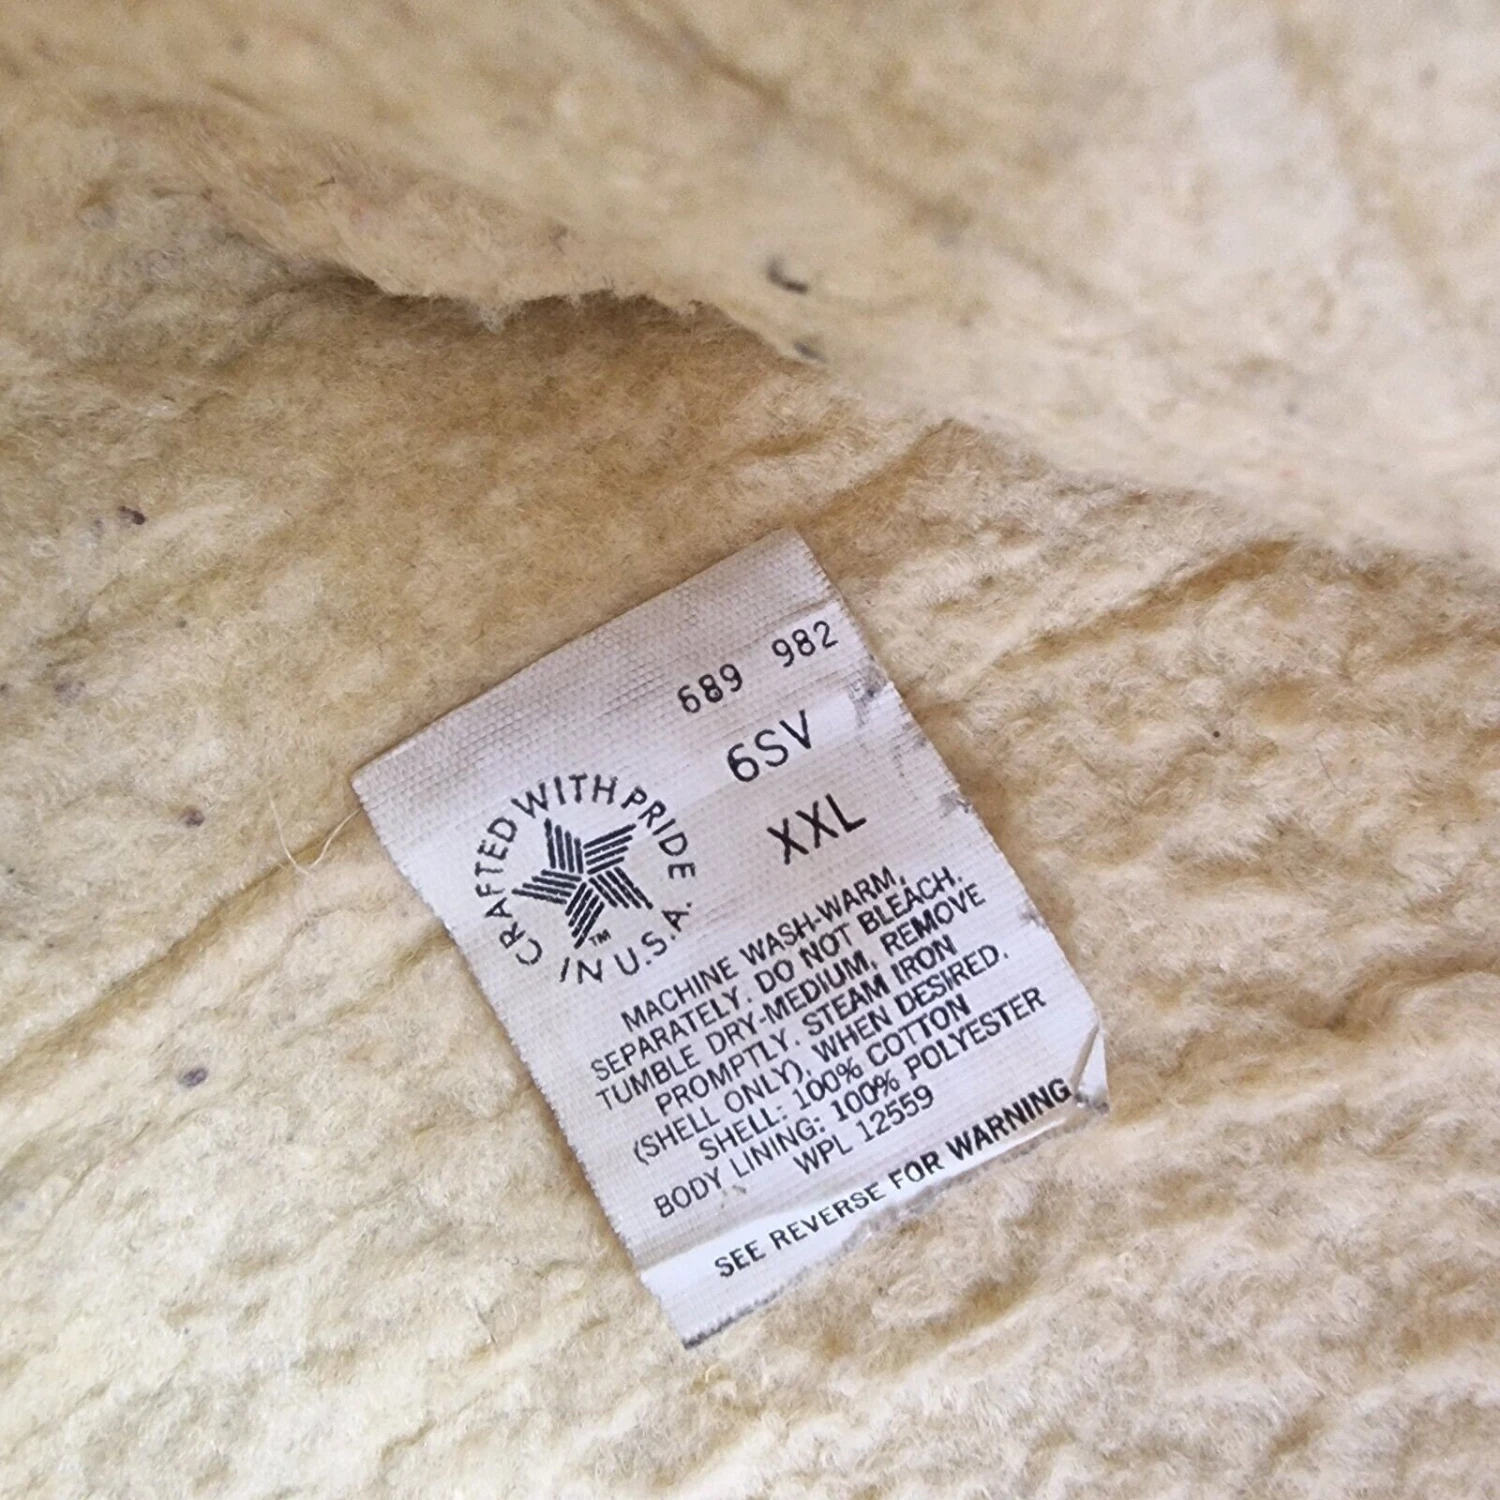 689 982
6SV
XXL
CRAFTED WITH PRIDE
IN U.S.A.
TM
MACHINE WASH-WARM,
SEPARATELY. DO NOT BLEACH.
TUMBLE DRY-MEDIUM, REMOVE
PROMPTLY. STEAM IRON
(SHELL ONLY), WHEN DESIRED.
SHELL: 100% COTTON
BODY LINING: 100% POLYESTER
WPL 12559
SEE REVERSE FOR WARNING